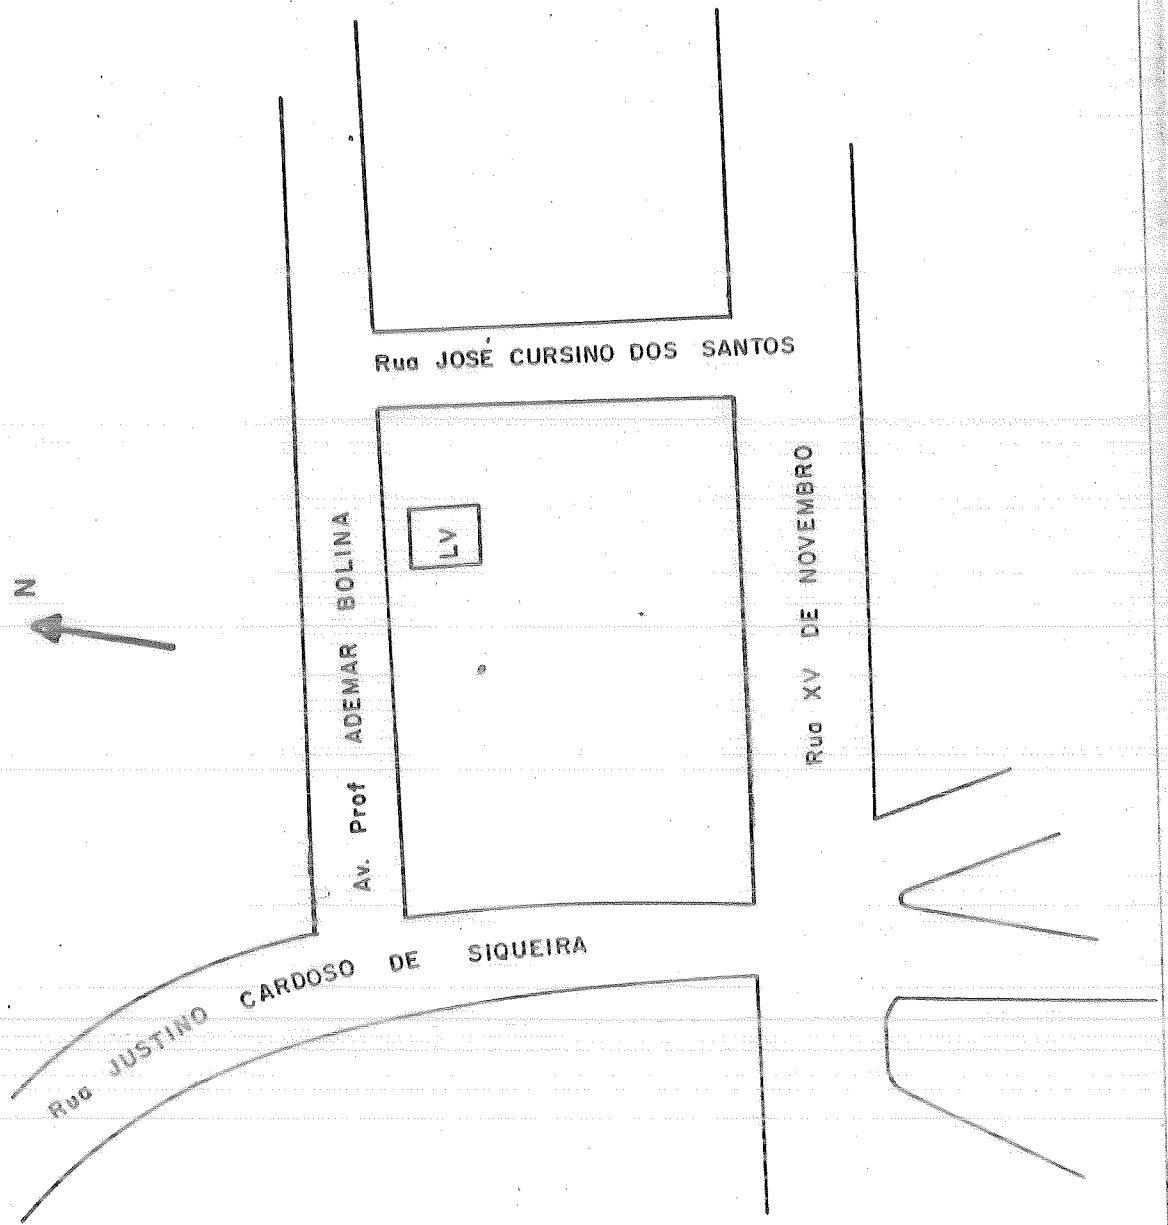 Rua JOSÉ CURSINO DOS SANTOS
LV
Av. Prof ADEMAR BOLINA
Rua XV DE NOVEMBRO
N
Rua JUSTINO CARDOSO DE SIQUEIRA